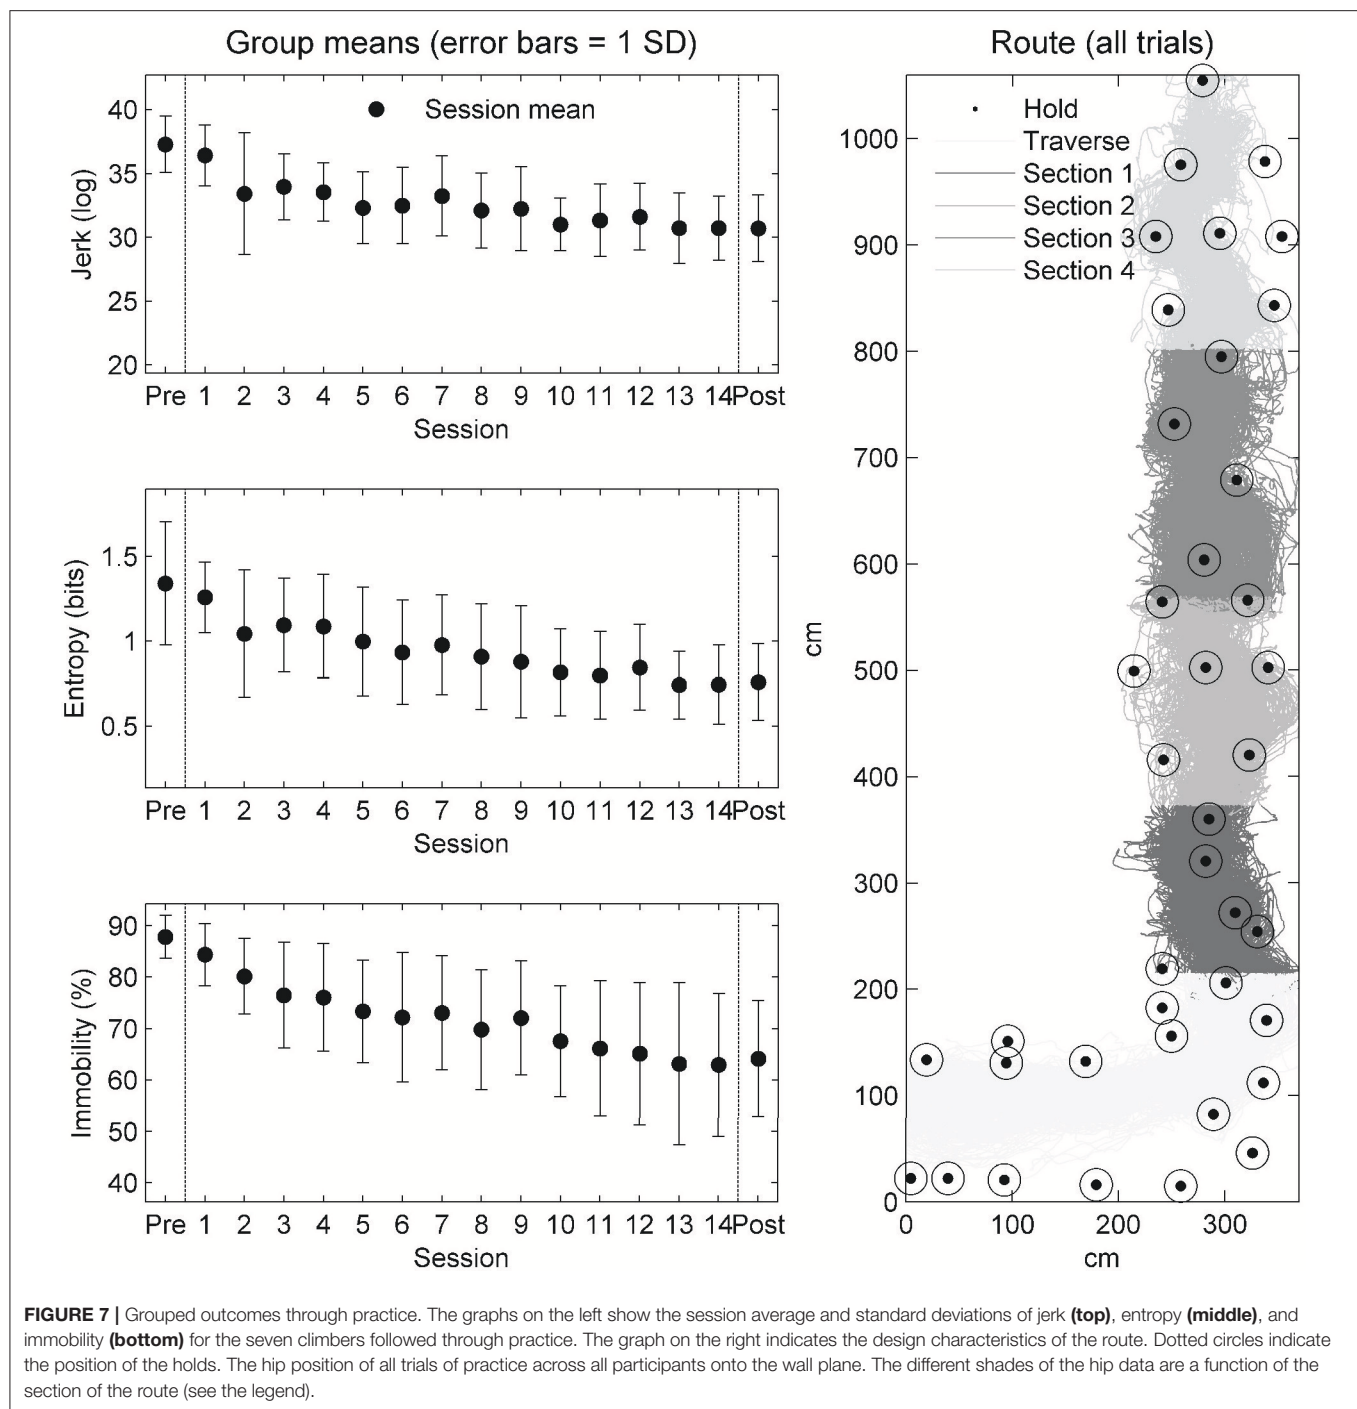 Group means (error bars = 1 SD)
Session mean
Jerk (log)
40
35
30
25
20
Pre 1 2 3 4 5 6 7 8 9 10 11 12 13 14 Post
Session
Entropy (bits)
1.5
1
0.5
Pre 1 2 3 4 5 6 7 8 9 10 11 12 13 14 Post
Session
Immobility (%)
90
80
70
60
50
40
Pre 1 2 3 4 5 6 7 8 9 10 11 12 13 14 Post
Session
Route (all trials)
Hold
Traverse
Section 1
Section 2
Section 3
Section 4
cm
1000
900
800
700
600
500
400
300
200
100
0
0 100 200 300
cm
FIGURE 7 | Grouped outcomes through practice. The graphs on the left show the session average and standard deviations of jerk (top), entropy (middle), and
immobility (bottom) for the seven climbers followed through practice. The graph on the right indicates the design characteristics of the route. Dotted circles indicate
the position of the holds. The hip position of all trials of practice across all participants onto the wall plane. The different shades of the hip data are a function of the
section of the route (see the legend).